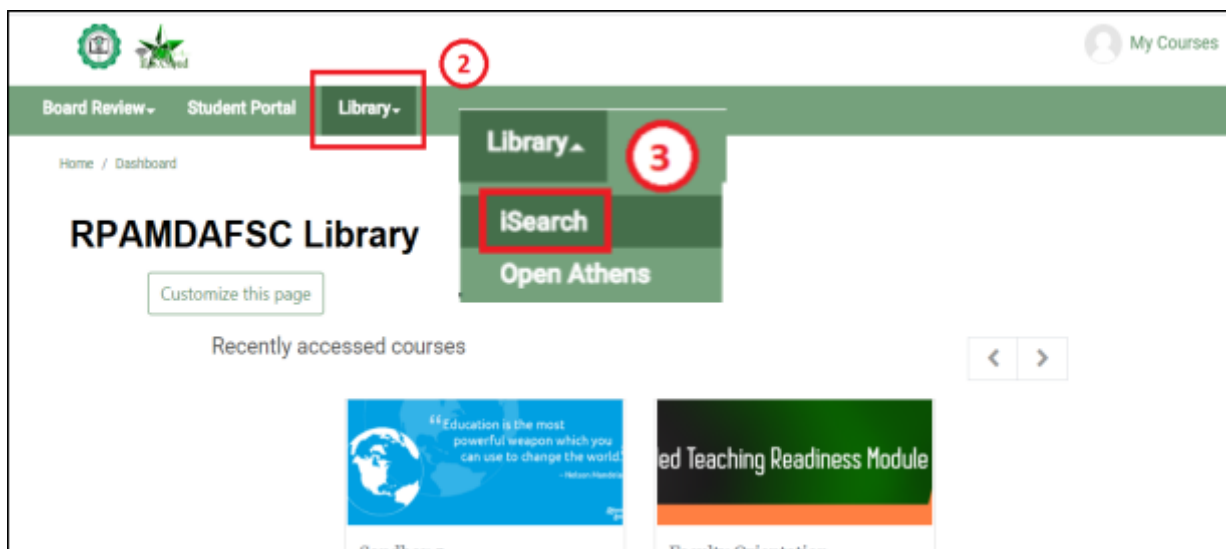 2
My Courses
Board Review
Student Portal
Library
Library
3
Home / Dashboard
iSearch
RPAMDAFSC Library
Open Athens
Customize this page
Recently accessed courses
“Education is the most
powerful weapon which you
can use to change the world.”
- Nelson Mandela
ed Teaching Readiness Module